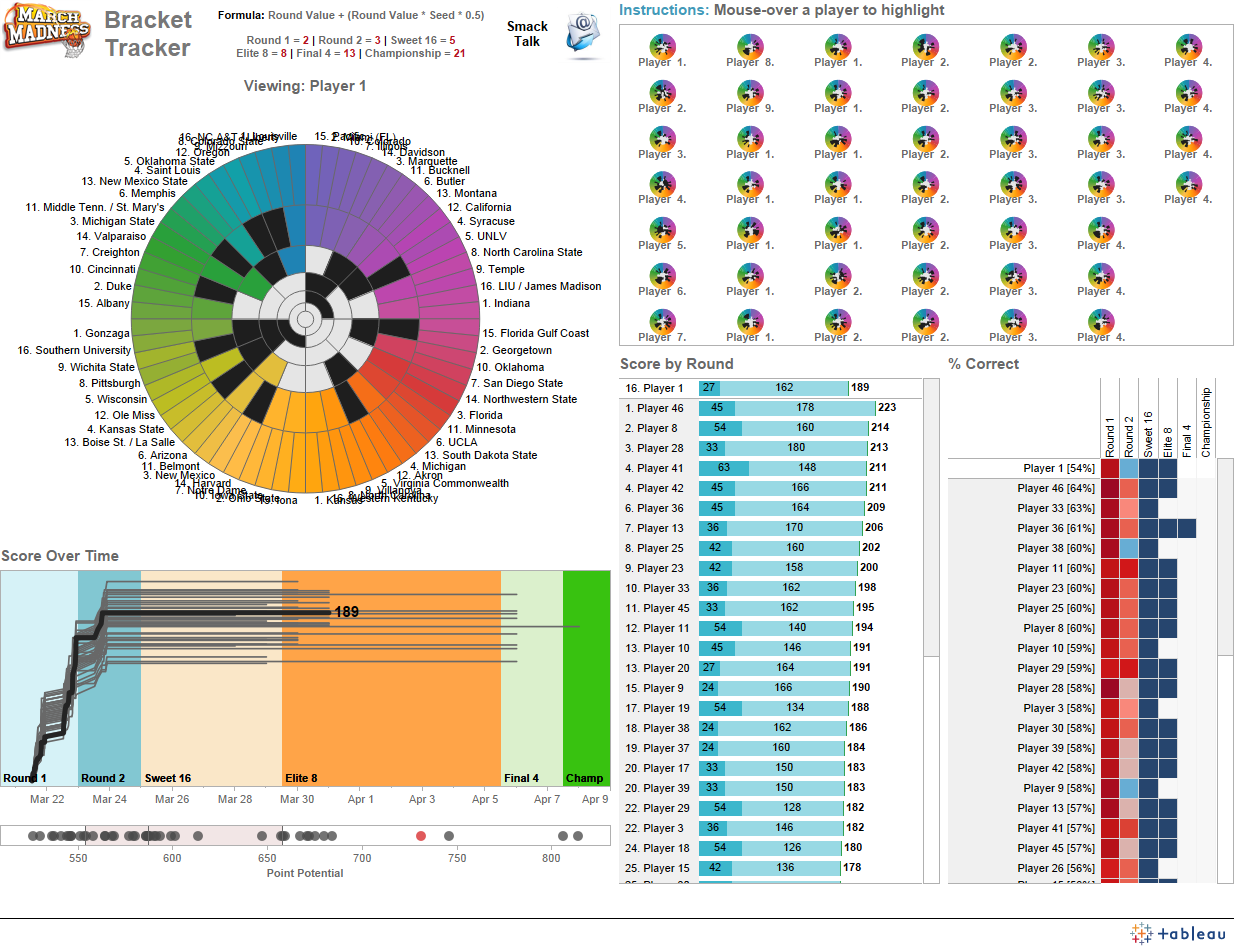 MARCH
MADNESS
Bracket
Tracker
Formula: Round Value + (Round Value * Seed * 0.5)
Round 1 = 2 | Round 2 = 3 | Sweet 16 = 5
Elite 8 = 8 | Final 4 = 13 | Championship = 21
Smack
Talk
Viewing: Player 1
16. NC A&T / Liberty
Louisville
8. Colorado State
9. Missouri
12. Oregon
5. Oklahoma State
4. Saint Louis
13. New Mexico State
6. Memphis
11. Middle Tenn. / St. Mary's
3. Michigan State
14. Valparaiso
7. Creighton
10. Cincinnati
2. Duke
15. Albany
1. Gonzaga
16. Southern University
9. Wichita State
8. Pittsburgh
5. Wisconsin
12. Ole Miss
4. Kansas State
13. Boise St. / La Salle
6. Arizona
11. Belmont
3. New Mexico
14. Harvard
7. Notre Dame
10. Iowa State
2. Ohio State
15. Iona
15. Pacific
2. Miami (FL)
10. Colorado
7. Illinois
14. Davidson
3. Marquette
11. Bucknell
6. Butler
13. Montana
12. California
4. Syracuse
5. UNLV
8. North Carolina State
9. Temple
16. LIU / James Madison
1. Indiana
15. Florida Gulf Coast
2. Georgetown
10. Oklahoma
7. San Diego State
14. Northwestern State
3. Florida
11. Minnesota
6. UCLA
13. South Dakota State
4. Michigan
12. Akron
5. Virginia Commonwealth
9. Villanova
8. North Carolina
16. Western Kentucky
1. Kansas
Score Over Time
189
Round 1
Round 2
Sweet 16
Elite 8
Final 4
Champ
Mar 22 Mar 24 Mar 26 Mar 28 Mar 30 Apr 1 Apr 3 Apr 5 Apr 7 Apr 9
550 600 650 700 750 800
Point Potential
Instructions: Mouse-over a player to highlight
Player 1. Player 8. Player 1. Player 2. Player 2. Player 3. Player 4.
Player 2. Player 9. Player 1. Player 2. Player 3. Player 3. Player 4.
Player 3. Player 1. Player 1. Player 2. Player 3. Player 3. Player 4.
Player 4. Player 1. Player 1. Player 2. Player 3. Player 3. Player 4.
Player 5. Player 1. Player 1. Player 2. Player 3. Player 4.
Player 6. Player 1. Player 2. Player 2. Player 3. Player 4.
Player 7. Player 1. Player 2. Player 2. Player 3. Player 4.
Score by Round
16. Player 1 27 162 189
1. Player 46 45 178 223
2. Player 8 54 160 214
3. Player 28 33 180 213
4. Player 41 63 148 211
4. Player 42 45 166 211
6. Player 36 45 164 209
7. Player 13 36 170 206
8. Player 25 42 160 202
9. Player 23 42 158 200
10. Player 33 36 162 198
11. Player 45 33 162 195
12. Player 11 54 140 194
13. Player 10 45 146 191
13. Player 20 27 164 191
15. Player 9 24 166 190
17. Player 19 54 134 188
18. Player 38 24 162 186
19. Player 37 24 160 184
20. Player 17 33 150 183
20. Player 39 33 150 183
22. Player 29 54 128 182
22. Player 3 36 146 182
24. Player 18 54 126 180
25. Player 15 42 136 178
% Correct
Round 1
Round 2
Sweet 16
Elite 8
Final 4
Championship
Player 1 [54%]
Player 46 [64%]
Player 33 [63%]
Player 36 [61%]
Player 38 [60%]
Player 11 [60%]
Player 23 [60%]
Player 25 [60%]
Player 8 [60%]
Player 10 [59%]
Player 29 [59%]
Player 28 [58%]
Player 3 [58%]
Player 30 [58%]
Player 39 [58%]
Player 42 [58%]
Player 9 [58%]
Player 13 [57%]
Player 41 [57%]
Player 45 [57%]
Player 26 [56%]
tableau